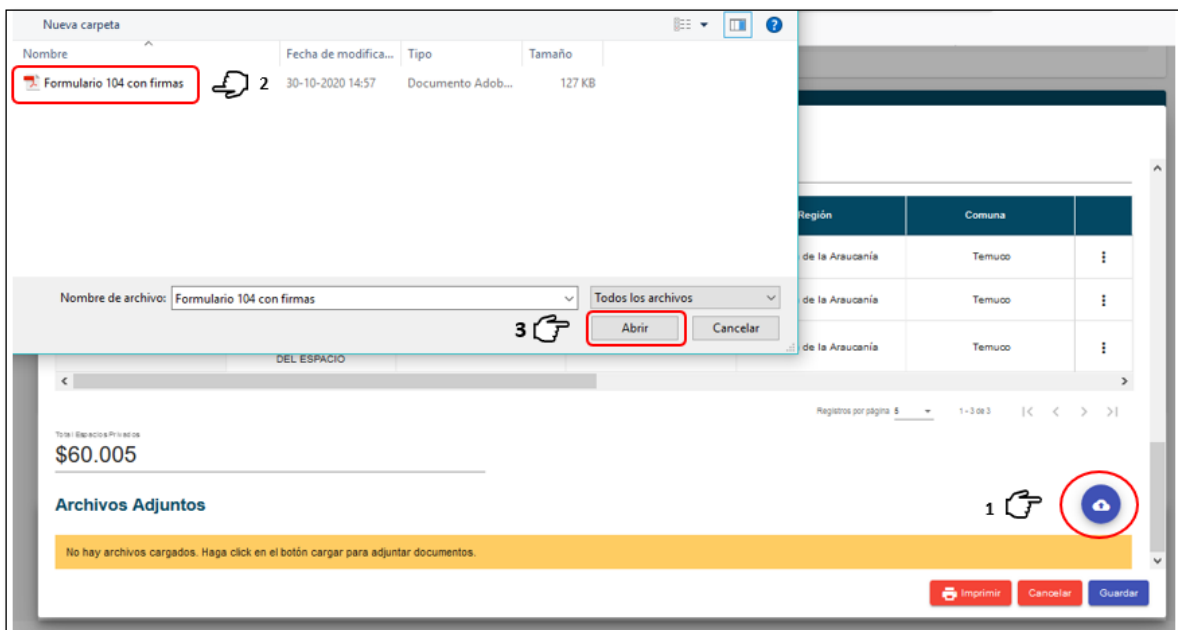 Nueva carpeta
Nombre Fecha de modifica... Tipo Tamaño
Formulario 104 con firmas 2 30-10-2020 14:57 Documento Adob... 127 KB
Nombre de archivo: Formulario 104 con firmas Todos los archivos
3 Abrir Cancelar
Región Comuna
de la Araucanía Temuco
de la Araucanía Temuco
de la Araucanía Temuco
DEL ESPACIO
Registros por página 5 1 - 3 de 3
Total Espacios Privados
$60.005
Archivos Adjuntos 1
No hay archivos cargados. Haga click en el botón cargar para adjuntar documentos.
Imprimir Cancelar Guardar